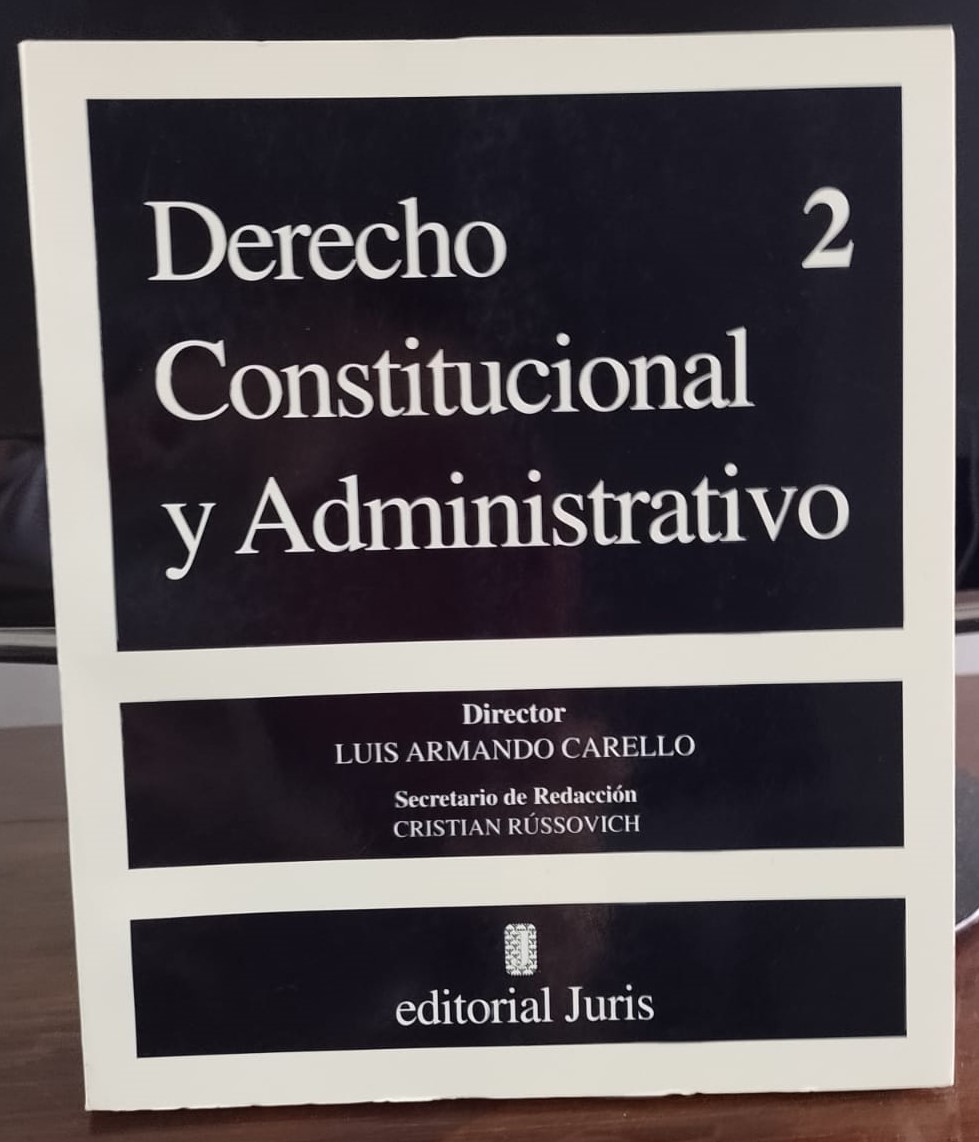 Derecho 2
Constitucional
y Administrativo
Director
LUIS ARMANDO CARELLO
Secretario de Redacción
CRISTIAN RÚSSOVICH
J
editorial Juris